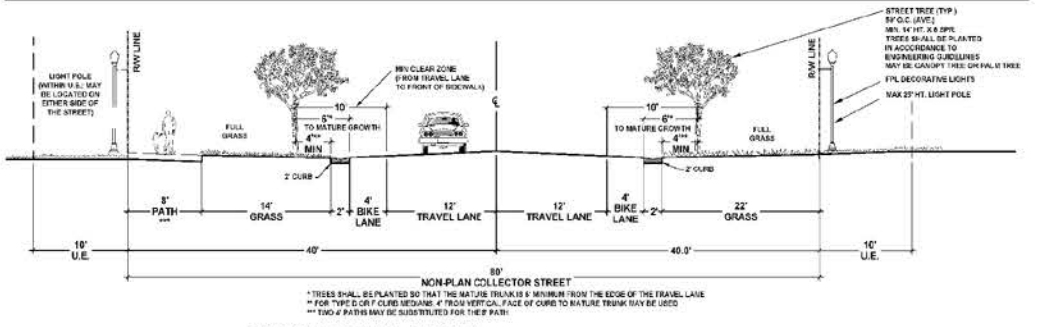 STREET TREE (TYP.)
50' O.C. (AVE.)
MIN. 14' HT. X 6 SPR.
TREES SHALL BE PLANTED
IN ACCORDANCE TO
ENGINEERING GUIDELINES
MAY BE CANOPY TREE OR PALM TREE
FPL DECORATIVE LIGHTS
MAX 25' HT. LIGHT POLE
R/W LINE
R/W LINE
LIGHT POLE
(WITHIN U.E.) MAY
BE LOCATED ON
EITHER SIDE OF
THE STREET)
MIN CLEAR ZONE
(FROM TRAVEL LANE
TO FRONT OF SIDEWALK)
10'
6'*
TO MATURE GROWTH
4'**
MIN
FULL
GRASS
2' CURB
10'
6'*
TO MATURE GROWTH
4'**
MIN
FULL
GRASS
2' CURB
8'
PATH
***
14'
GRASS
2'
4'
BIKE
LANE
12'
TRAVEL LANE
12'
TRAVEL LANE
4'
BIKE
LANE
2'
22'
GRASS
10'
U.E.
40'
40.0'
10'
U.E.
80'
NON-PLAN COLLECTOR STREET
* TREES SHALL BE PLANTED SO THAT THE MATURE TRUNK IS 6' MINIMUM FROM THE EDGE OF THE TRAVEL LANE
** FOR TYPE D OR F CURB MEDIANS, 4' FROM VERTICAL FACE OF CURB TO MATURE TRUNK MAY BE USED
*** TWO 4' PATHS MAY BE SUBSTITUTED FOR THE 8' PATH